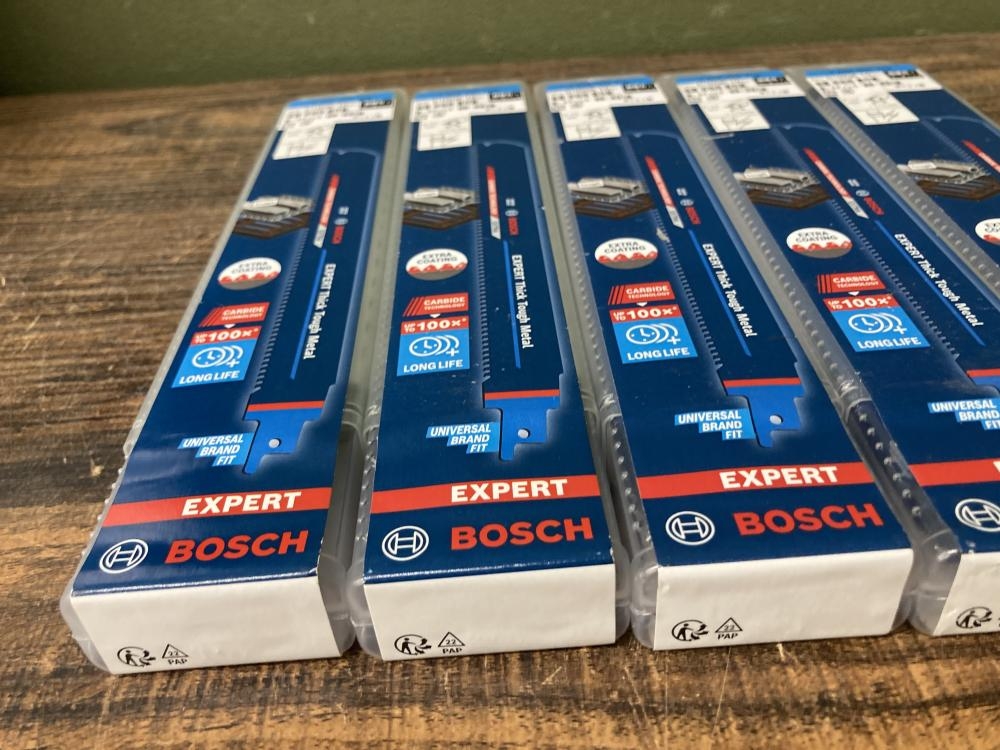 EXTRA
COATING
CARBIDE
TECHNOLOGY
UP TO 100x*
LONG LIFE
EXPERT Thick Tough Metal
BOSCH
UNIVERSAL
BRAND
FIT
EXPERT
BOSCH
22
PAP
EXTRA
COATING
CARBIDE
TECHNOLOGY
UP TO 100x*
LONG LIFE
EXPERT Thick Tough Metal
BOSCH
UNIVERSAL
BRAND
FIT
EXPERT
BOSCH
22
PAP
EXTRA
COATING
CARBIDE
TECHNOLOGY
UP TO 100x*
LONG LIFE
EXPERT Thick Tough Metal
BOSCH
UNIVERSAL
BRAND
FIT
EXPERT
BOSCH
22
PAP
EXTRA
COATING
CARBIDE
TECHNOLOGY
UP TO 100x*
LONG LIFE
EXPERT Thick Tough Metal
BOSCH
UNIVERSAL
BRAND
FIT